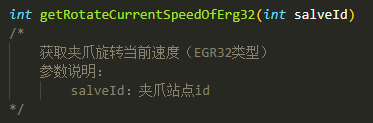 int getRotateCurrentSpeedOfErg32(int salveId)
/*
获取夹爪旋转当前速度（EGR32类型）
参数说明：
salveId：夹爪站点id
*/